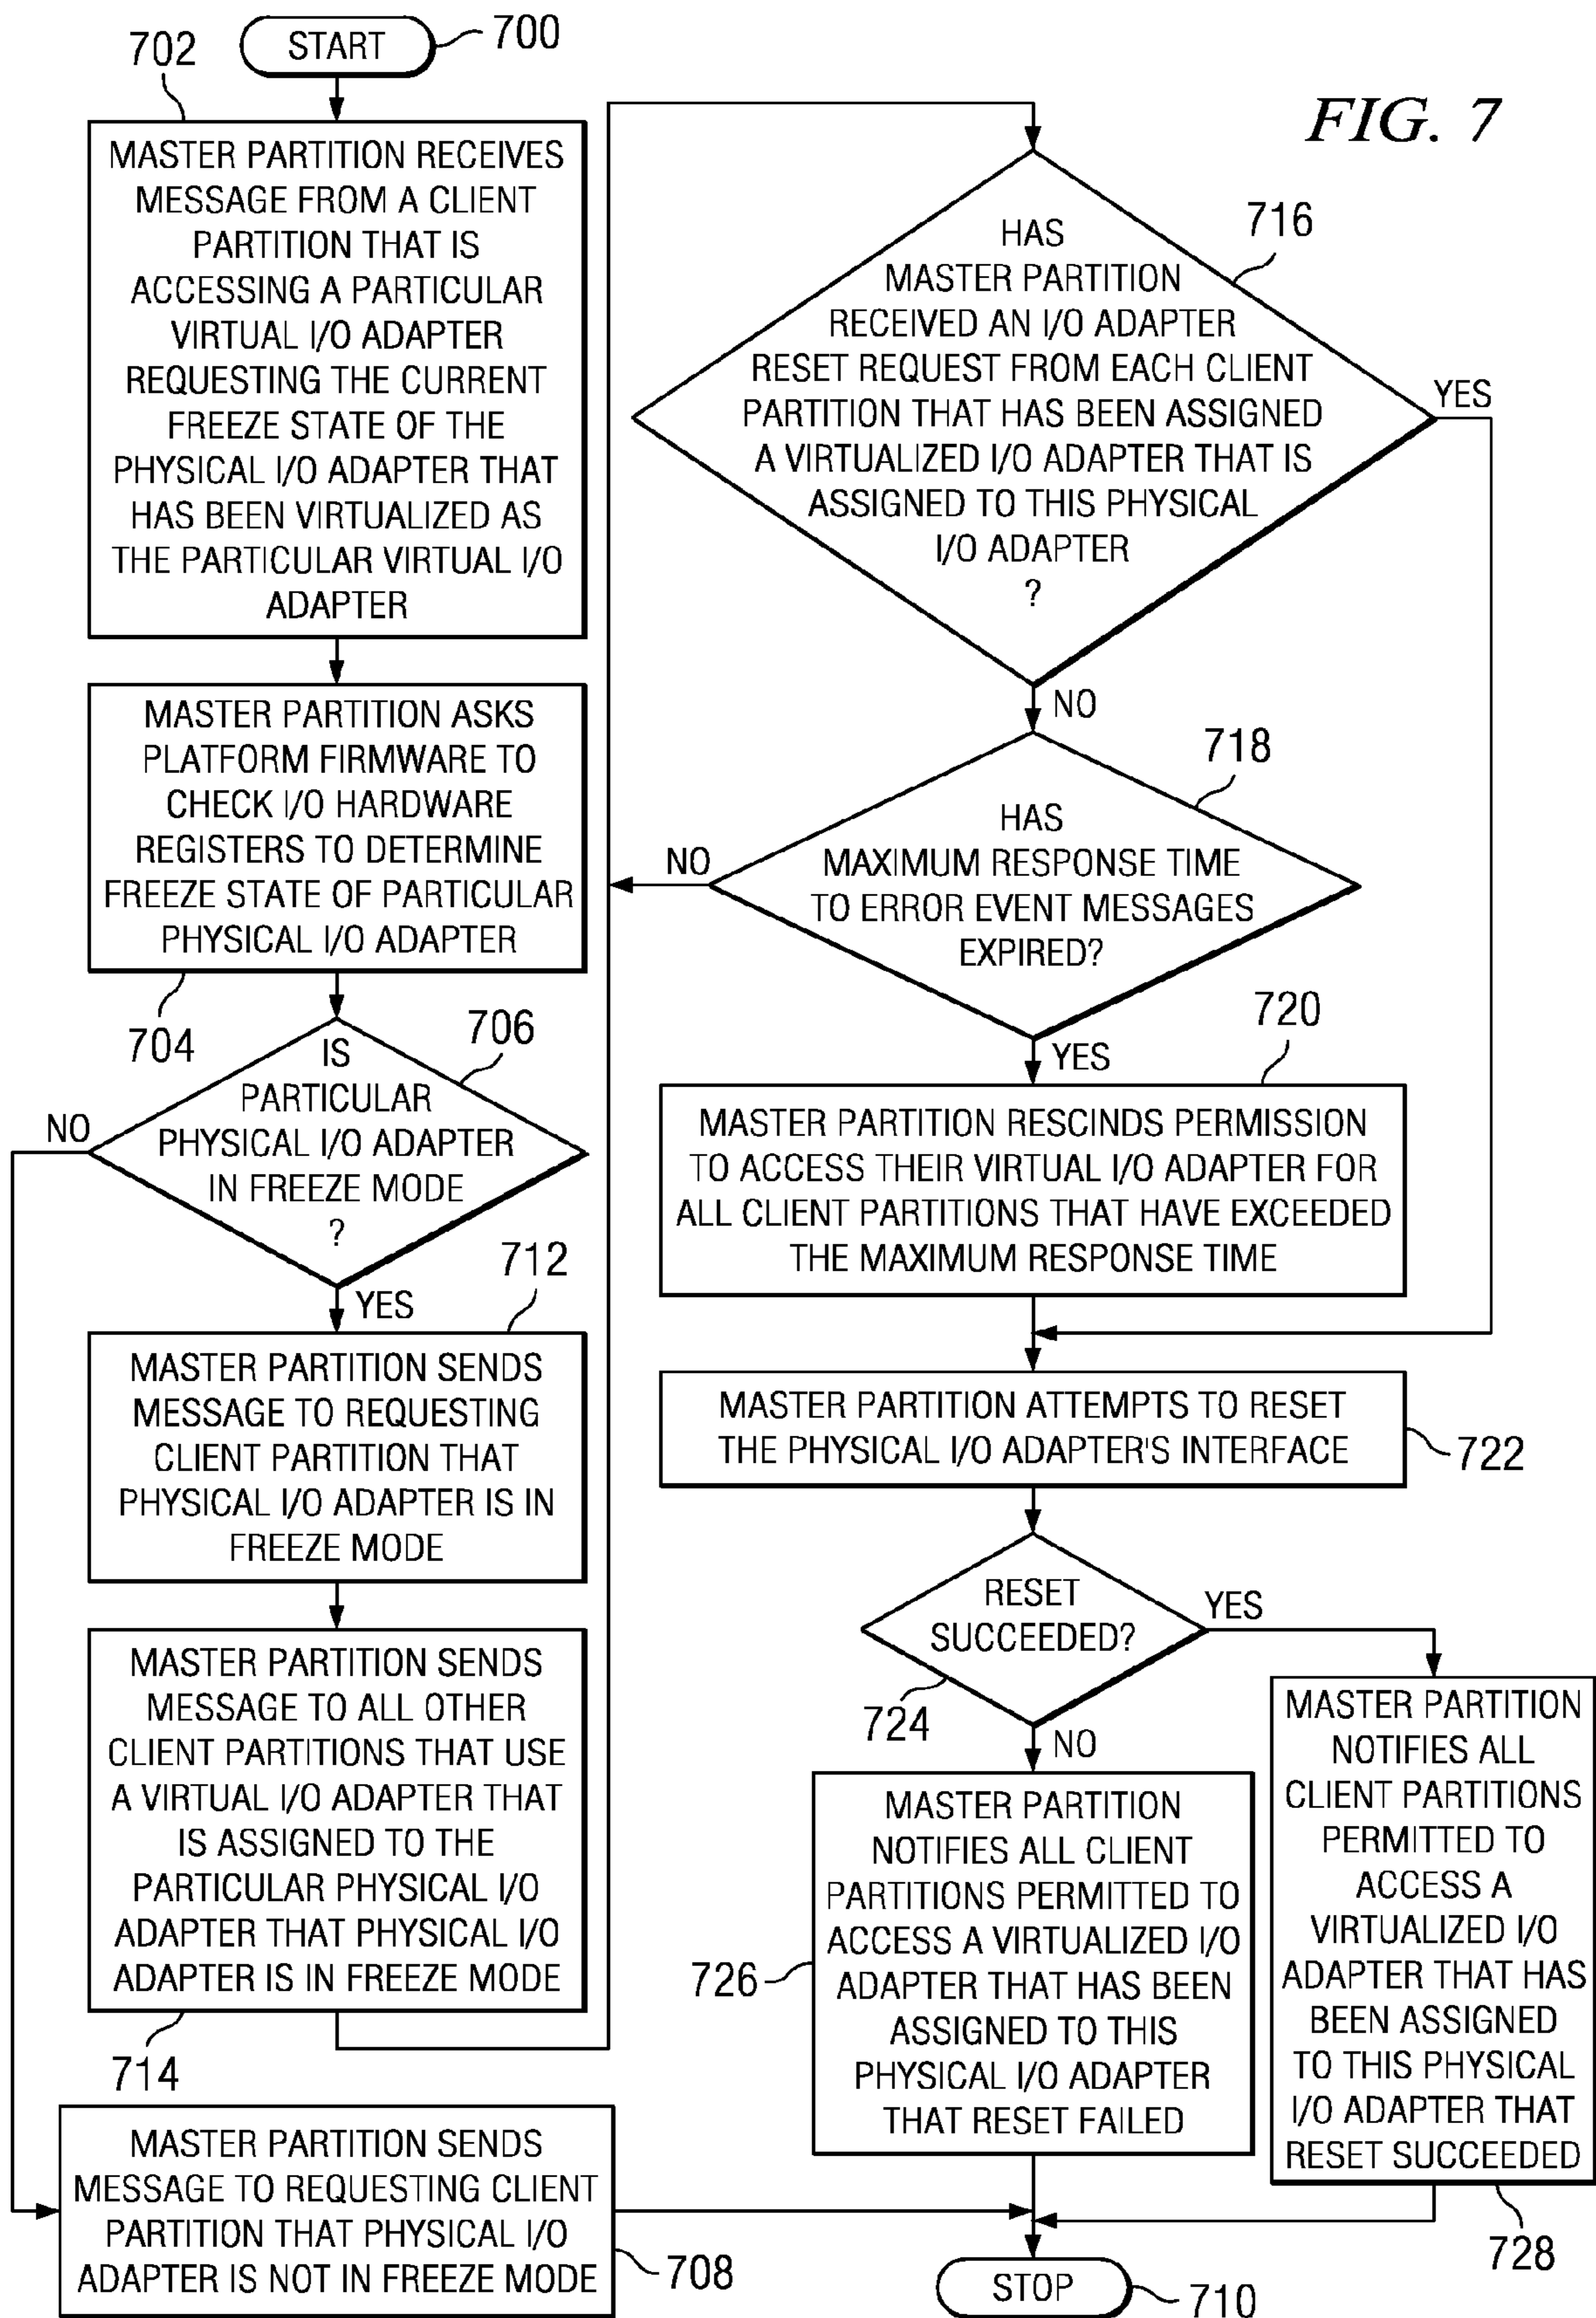 FIG. 7
START
700
702
MASTER PARTITION RECEIVES
MESSAGE FROM A CLIENT
PARTITION THAT IS
ACCESSING A PARTICULAR
VIRTUAL I/O ADAPTER
REQUESTING THE CURRENT
FREEZE STATE OF THE
PHYSICAL I/O ADAPTER THAT
HAS BEEN VIRTUALIZED AS
THE PARTICULAR VIRTUAL I/O
ADAPTER
MASTER PARTITION ASKS
PLATFORM FIRMWARE TO
CHECK I/O HARDWARE
REGISTERS TO DETERMINE
FREEZE STATE OF PARTICULAR
PHYSICAL I/O ADAPTER
704
706
IS
PARTICULAR
PHYSICAL I/O ADAPTER
IN FREEZE MODE
?
NO
YES
712
MASTER PARTITION SENDS
MESSAGE TO REQUESTING
CLIENT PARTITION THAT
PHYSICAL I/O ADAPTER IS IN
FREEZE MODE
MASTER PARTITION SENDS
MESSAGE TO ALL OTHER
CLIENT PARTITIONS THAT USE
A VIRTUAL I/O ADAPTER THAT
IS ASSIGNED TO THE
PARTICULAR PHYSICAL I/O
ADAPTER THAT PHYSICAL I/O
ADAPTER IS IN FREEZE MODE
714
MASTER PARTITION SENDS
MESSAGE TO REQUESTING CLIENT
PARTITION THAT PHYSICAL I/O
ADAPTER IS NOT IN FREEZE MODE
708
716
HAS
MASTER PARTITION
RECEIVED AN I/O ADAPTER
RESET REQUEST FROM EACH CLIENT
PARTITION THAT HAS BEEN ASSIGNED
A VIRTUALIZED I/O ADAPTER THAT IS
ASSIGNED TO THIS PHYSICAL
I/O ADAPTER
?
YES
NO
718
HAS
MAXIMUM RESPONSE TIME
TO ERROR EVENT MESSAGES
EXPIRED?
NO
YES
720
MASTER PARTITION RESCINDS PERMISSION
TO ACCESS THEIR VIRTUAL I/O ADAPTER FOR
ALL CLIENT PARTITIONS THAT HAVE EXCEEDED
THE MAXIMUM RESPONSE TIME
MASTER PARTITION ATTEMPTS TO RESET
THE PHYSICAL I/O ADAPTER'S INTERFACE
722
RESET
SUCCEEDED?
724
YES
NO
MASTER PARTITION
NOTIFIES ALL CLIENT
PARTITIONS PERMITTED TO
ACCESS A VIRTUALIZED I/O
ADAPTER THAT HAS BEEN
ASSIGNED TO THIS
PHYSICAL I/O ADAPTER
THAT RESET FAILED
726
MASTER PARTITION
NOTIFIES ALL
CLIENT PARTITIONS
PERMITTED TO
ACCESS A
VIRTUALIZED I/O
ADAPTER THAT HAS
BEEN ASSIGNED
TO THIS PHYSICAL
I/O ADAPTER THAT
RESET SUCCEEDED
728
STOP
710